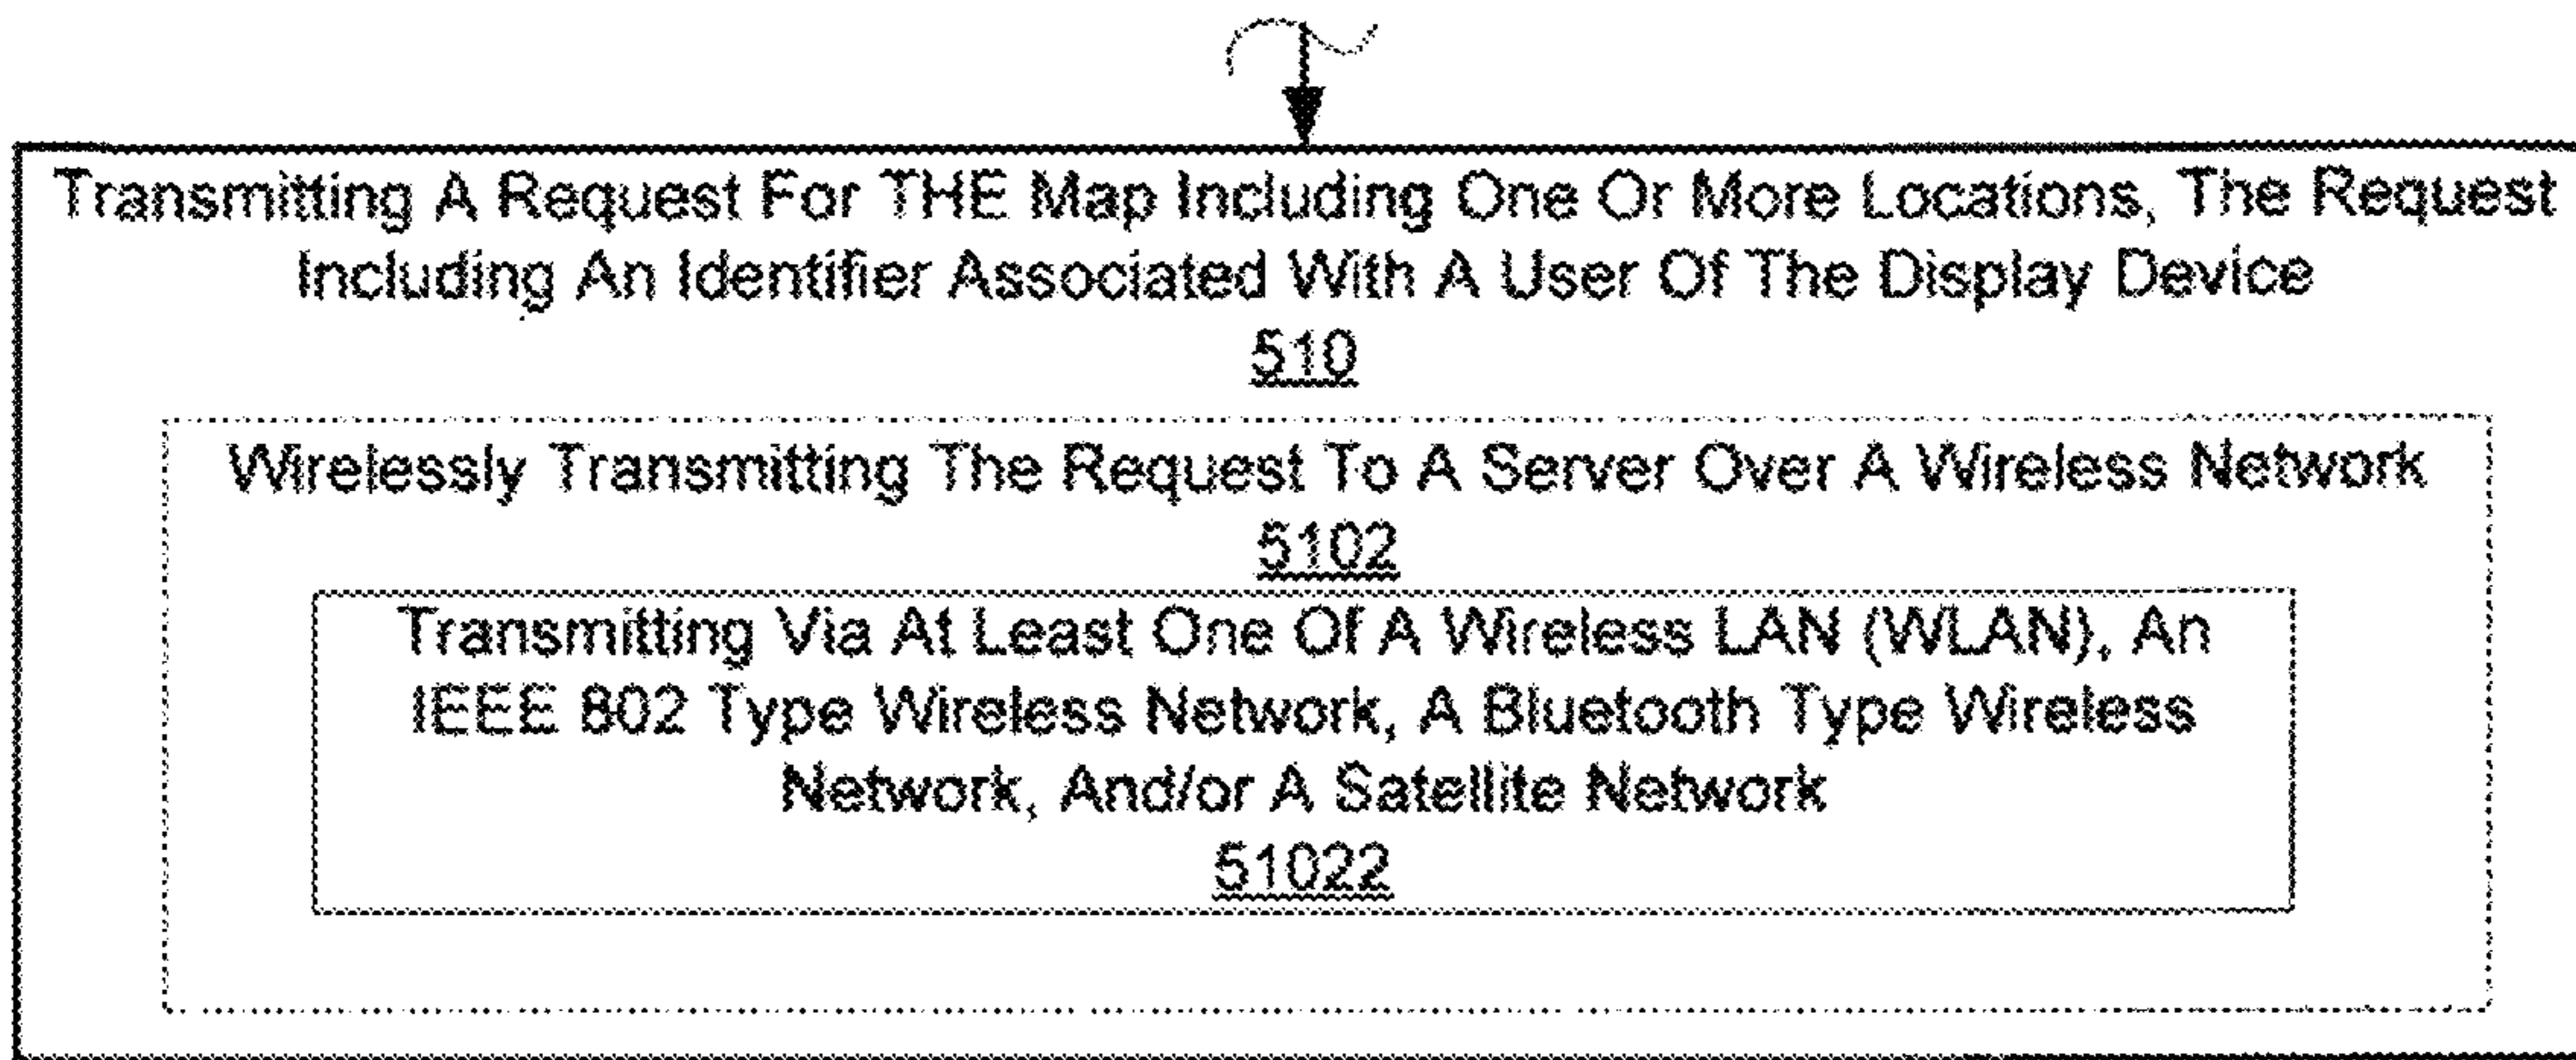 Transmitting A Request For THE Map Including One Or More Locations, The Request
Including An Identifier Associated With A User Of The Display Device
510
Wirelessly Transmitting The Request To A Server Over A Wireless Network
5102
Transmitting Via At Least One Of A Wireless LAN (WLAN), An
IEEE 802 Type Wireless Network, A Bluetooth Type Wireless
Network, And/or A Satellite Network
51022